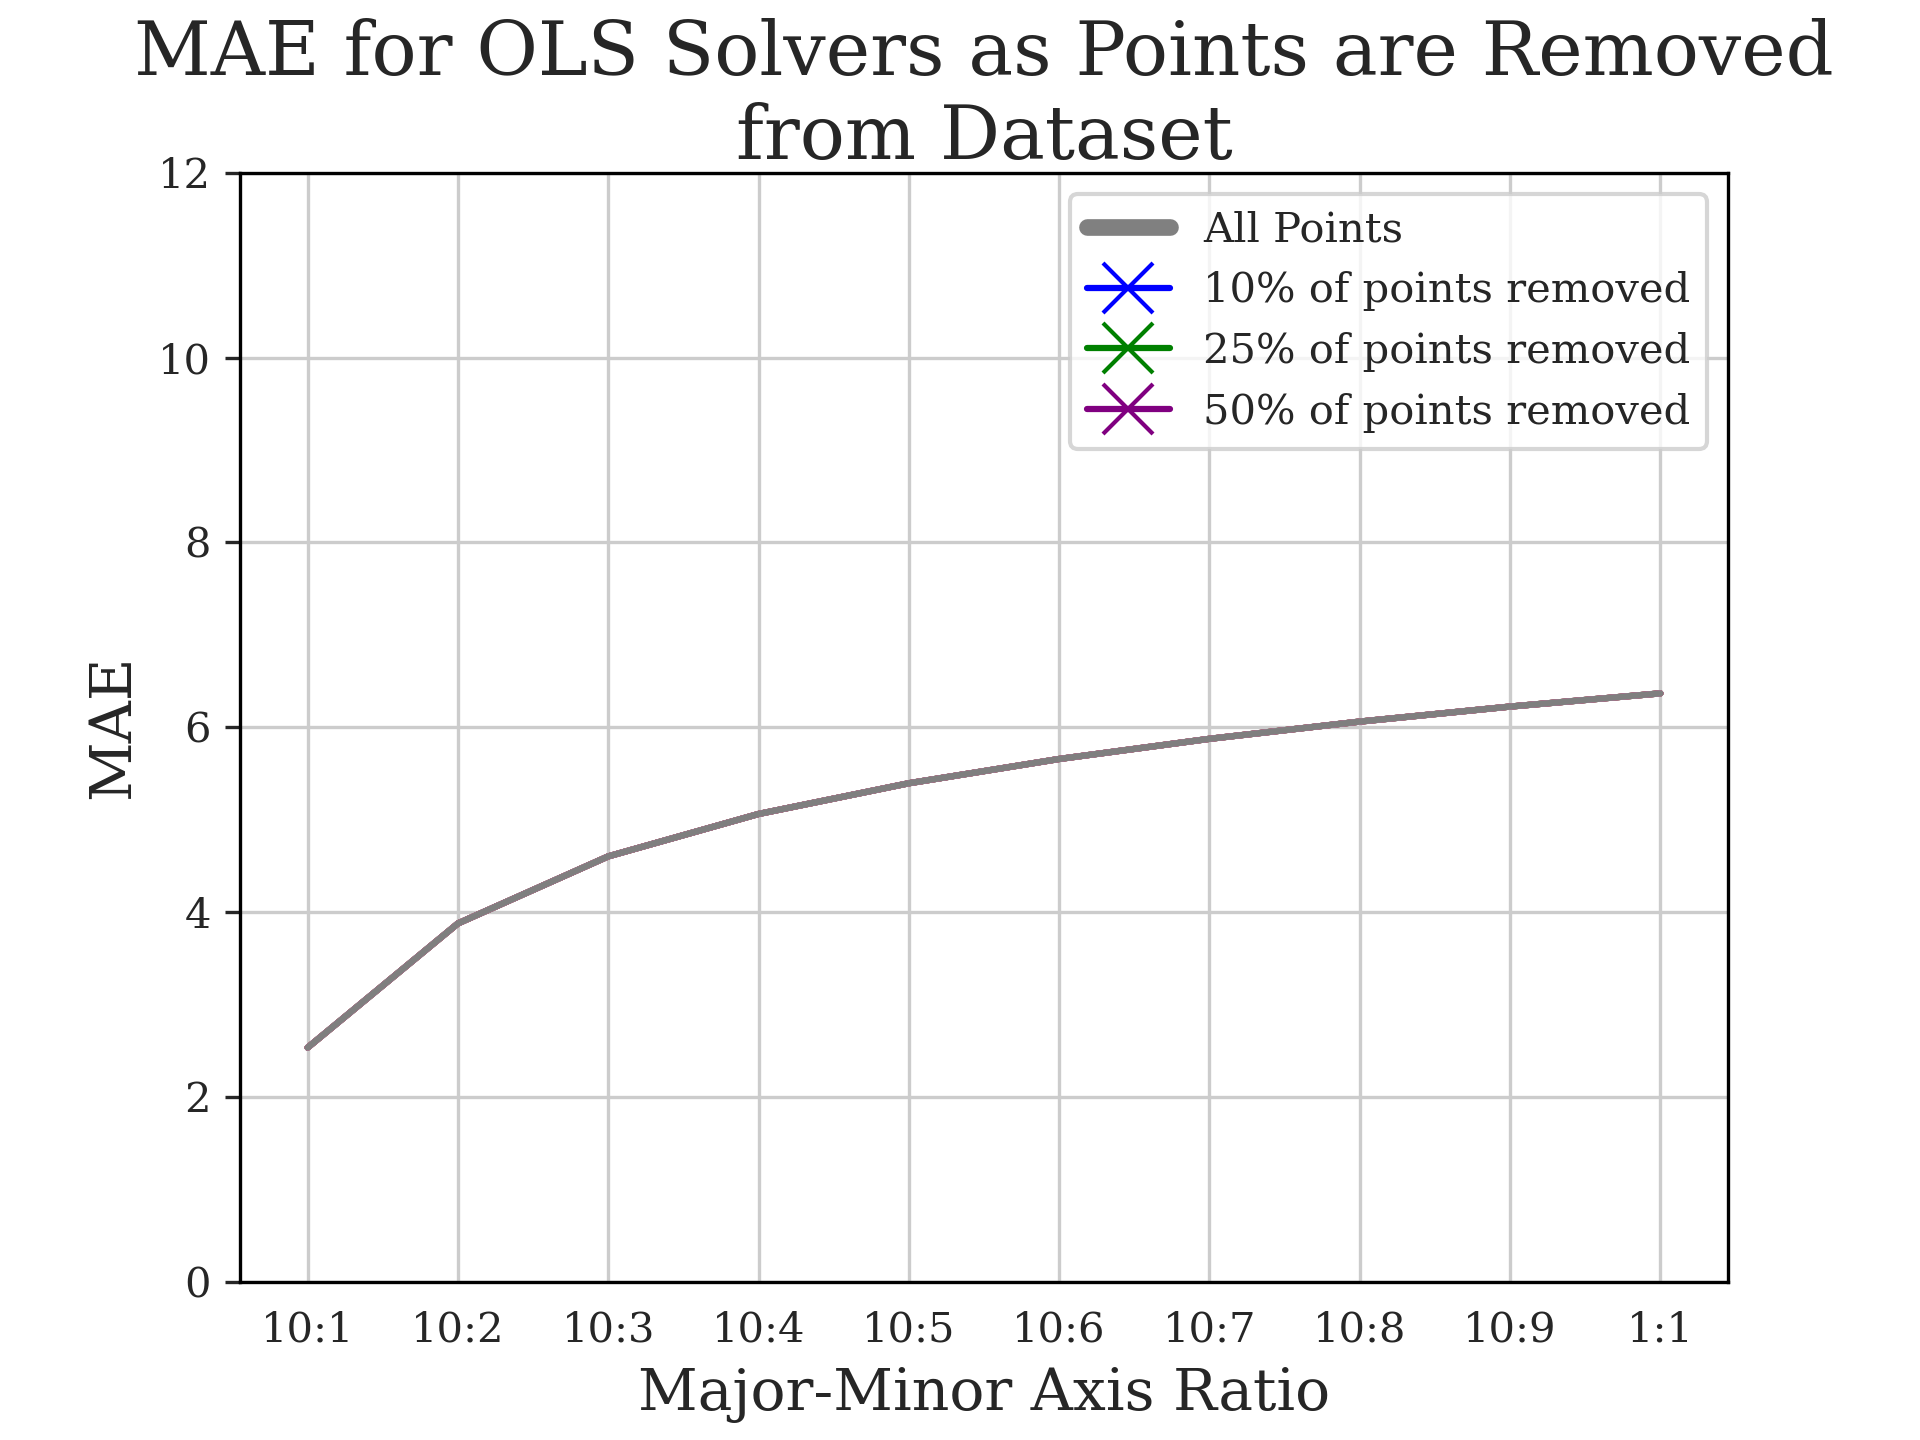 MAE for OLS Solvers as Points are Removed
from Dataset
12
10
8
6
4
2
0
MAE
All Points
10% of points removed
25% of points removed
50% of points removed
10:1 10:2 10:3 10:4 10:5 10:6 10:7 10:8 10:9 1:1
Major-Minor Axis Ratio